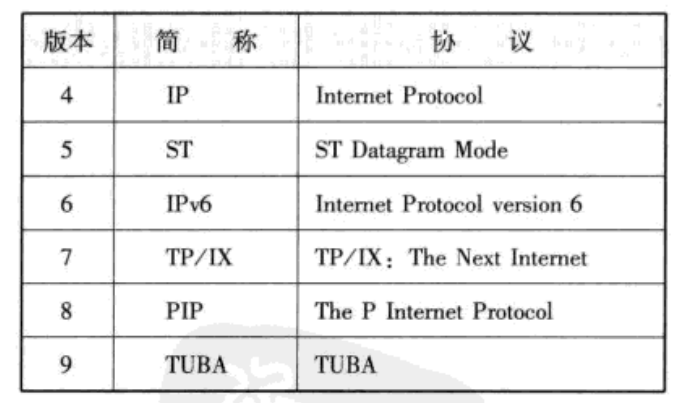 版本 简 称 协 议
4 IP Internet Protocol
5 ST ST Datagram Mode
6 IPv6 Internet Protocol version 6
7 TP/IX TP/IX：The Next Internet
8 PIP The P Internet Protocol
9 TUBA TUBA